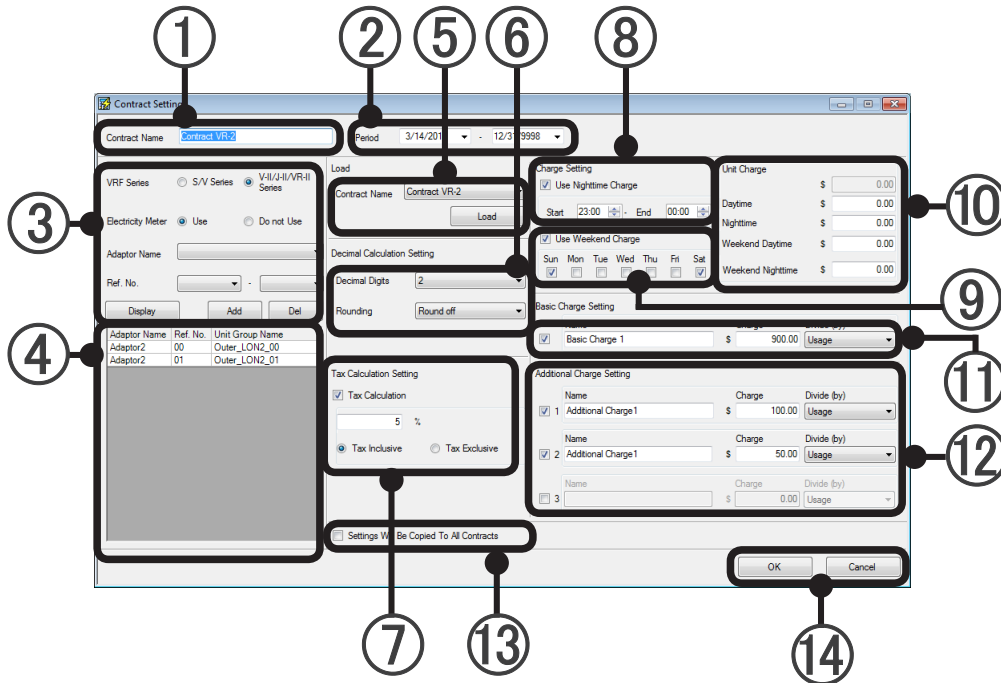 ① ② ⑤ ⑥ ⑧
Contract Setting
Contract Name Contract VR-2
Period 3/14/201 - 12/31/9998
③
VRF Series S/V Series V-II/J-II/VR-II Series
Electricity Meter Use Do not Use
Adaptor Name
Ref. No. -
Display Add Del
④
Adaptor Name Ref. No. Unit Group Name
Adaptor2 00 Outer_LON2_00
Adaptor2 01 Outer_LON2_01
Load
Contract Name Contract VR-2
Load
Decimal Calculation Setting
Decimal Digits 2
Rounding Round off
Tax Calculation Setting
Tax Calculation
5 %
Tax Inclusive Tax Exclusive
Settings Will Be Copied To All Contracts
Charge Setting
Use Nighttime Charge
Start 23:00 - End 00:00
Use Weekend Charge
Sun Mon Tue Wed Thu Fri Sat
Unit Charge
$ 0.00
Daytime $ 0.00
Nighttime $ 0.00
Weekend Daytime $ 0.00
Weekend Nighttime $ 0.00
⑩
⑨
Basic Charge Setting
Name Charge Divide (by)
Basic Charge 1 $ 900.00 Usage
⑪
Additional Charge Setting
Name Charge Divide (by)
1 Additional Charge1 $ 100.00 Usage
Name Charge Divide (by)
2 Additional Charge1 $ 50.00 Usage
Name Charge Divide (by)
3 $ 0.00 Usage
⑫
OK Cancel
⑦ ⑬ ⑭